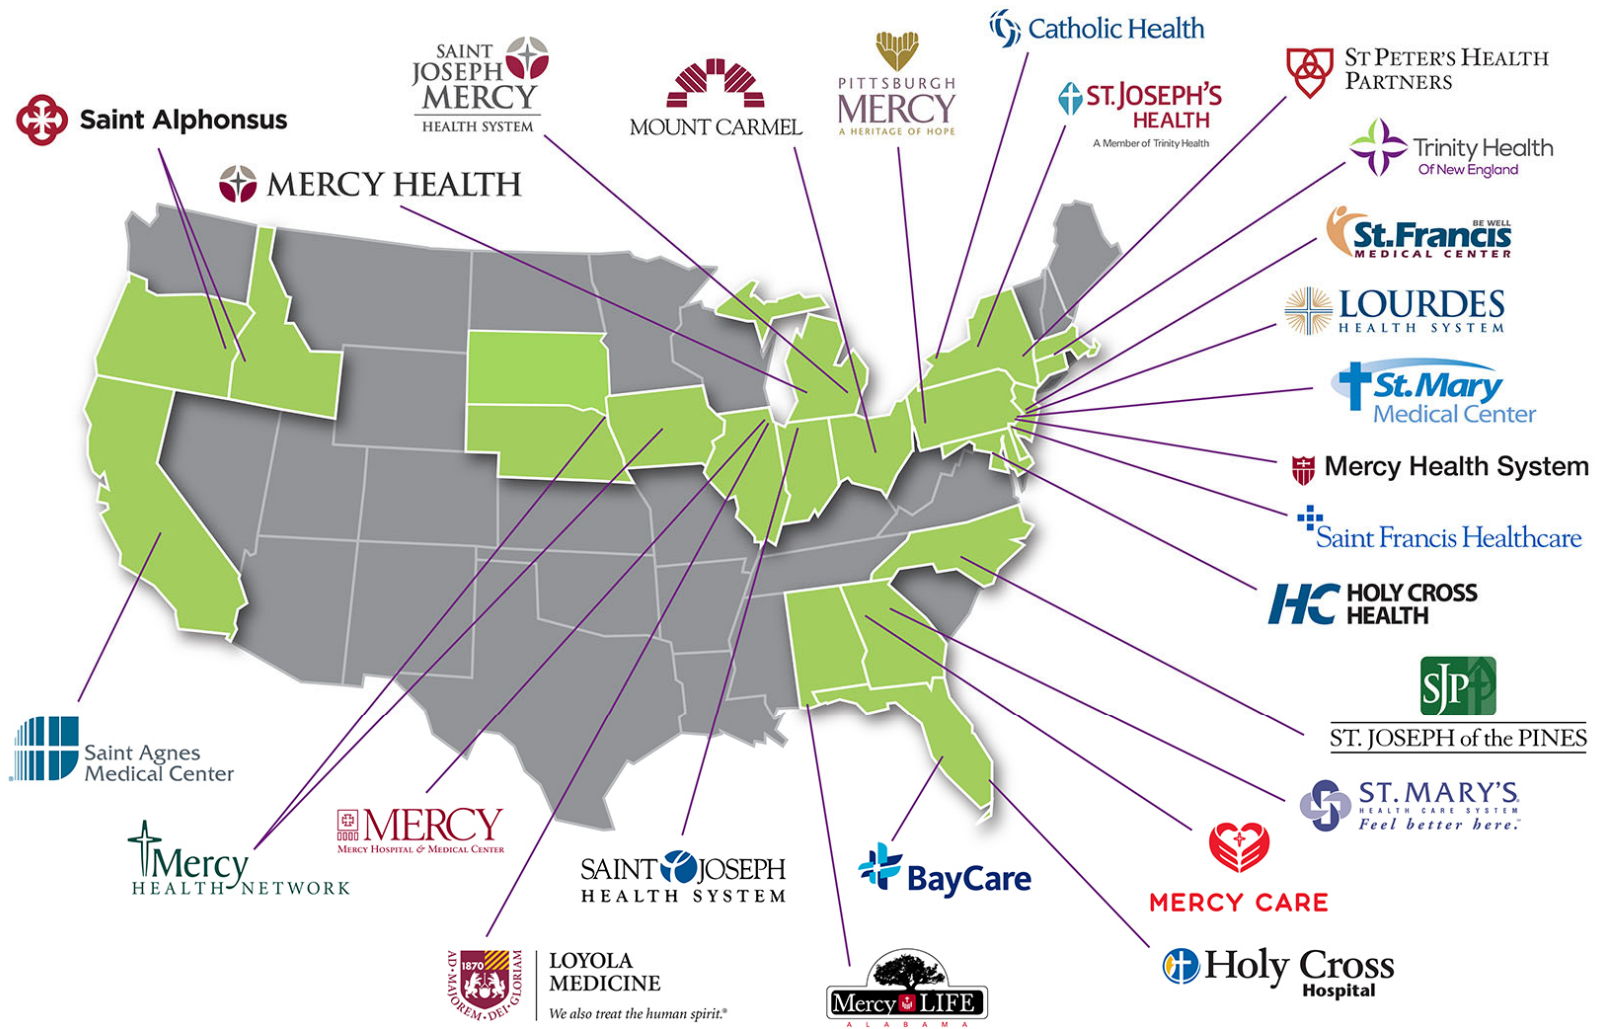 Catholic Health
SAINT
JOSEPH
MERCY
HEALTH SYSTEM
MOUNT CARMEL
PITTSBURGH
MERCY
A HERITAGE OF HOPE
ST.JOSEPH'S
HEALTH
A Member of Trinity Health
ST PETER'S HEALTH
PARTNERS
Saint Alphonsus
MERCY HEALTH
Trinity Health
Of New England
BE WELL
St.Francis
MEDICAL CENTER
LOURDES
HEALTH SYSTEM
St.Mary
Medical Center
Mercy Health System
Saint Francis Healthcare
HC HOLY CROSS
HEALTH
SJP
ST. JOSEPH of the PINES
Saint Agnes
Medical Center
ST. MARY'S
HEALTH CARE SYSTEM
Feel better here.™
Mercy
HEALTH NETWORK
MERCY
MERCY HOSPITAL & MEDICAL CENTER
SAINT JOSEPH
HEALTH SYSTEM
BayCare
MERCY CARE
1870
AD•MAJOREM•DEI•GLORIAM
LOYOLA
MEDICINE
We also treat the human spirit.®
Mercy LIFE
ALABAMA
Holy Cross
Hospital